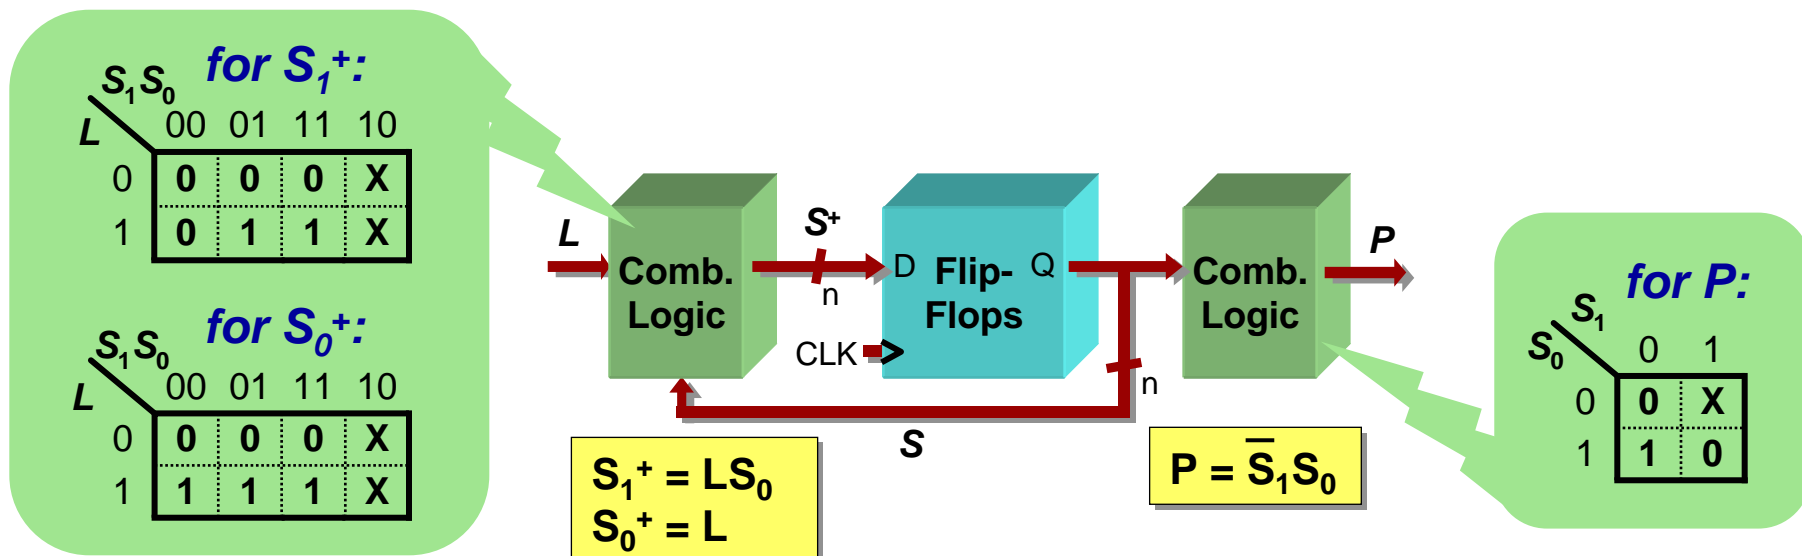 for S₁⁺:
S₁S₀
L 00 01 11 10
0 0 0 0 X
1 0 1 1 X
for S₀⁺:
S₁S₀
L 00 01 11 10
0 0 0 0 X
1 1 1 1 X
L
Comb.
Logic
S⁺
n
D Flip-Flops Q
CLK
n
S
Comb.
Logic
P
S₁⁺ = LS₀
S₀⁺ = L
P = S̅₁S₀
for P:
S₁
S₀ 0 1
0 0 X
1 1 0